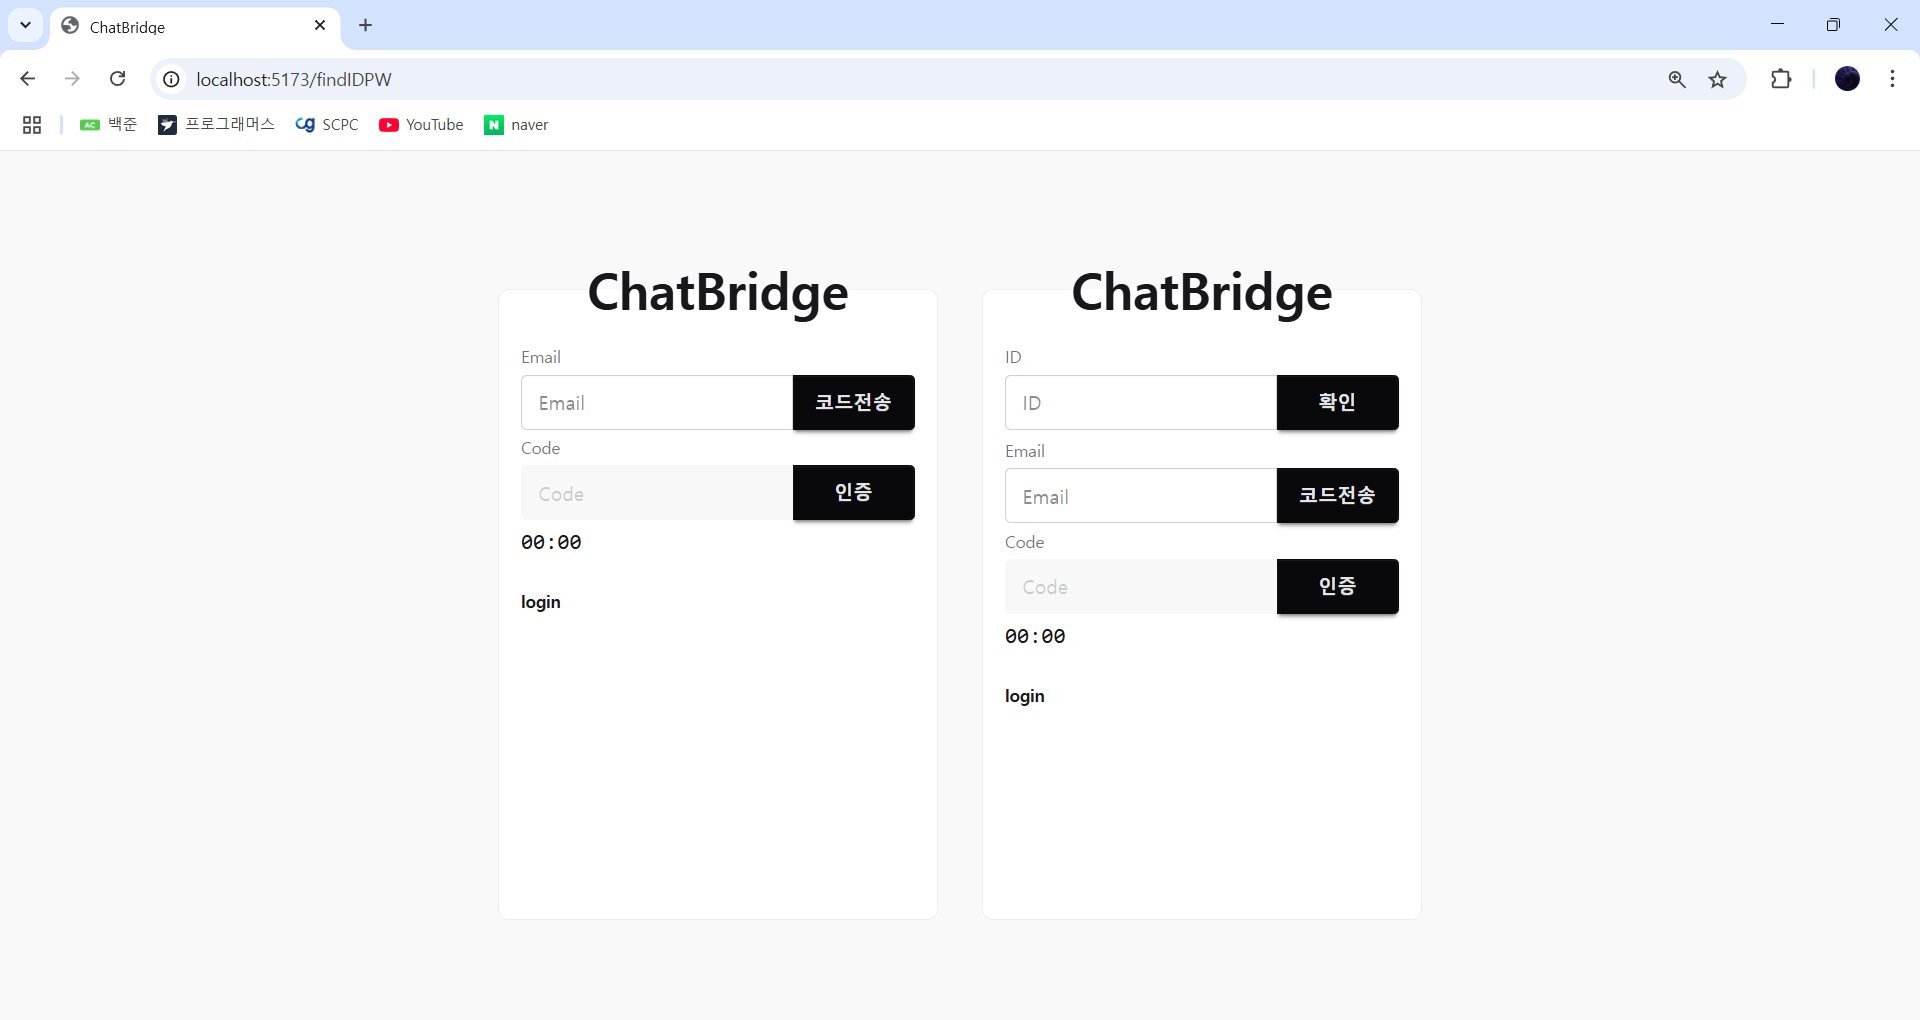 ChatBridge
localhost:5173/findIDPW
백준 프로그래머스 SCPC YouTube naver
ChatBridge
Email
Email 코드전송
Code
Code 인증
00:00
login
ChatBridge
ID
ID 확인
Email
Email 코드전송
Code
Code 인증
00:00
login